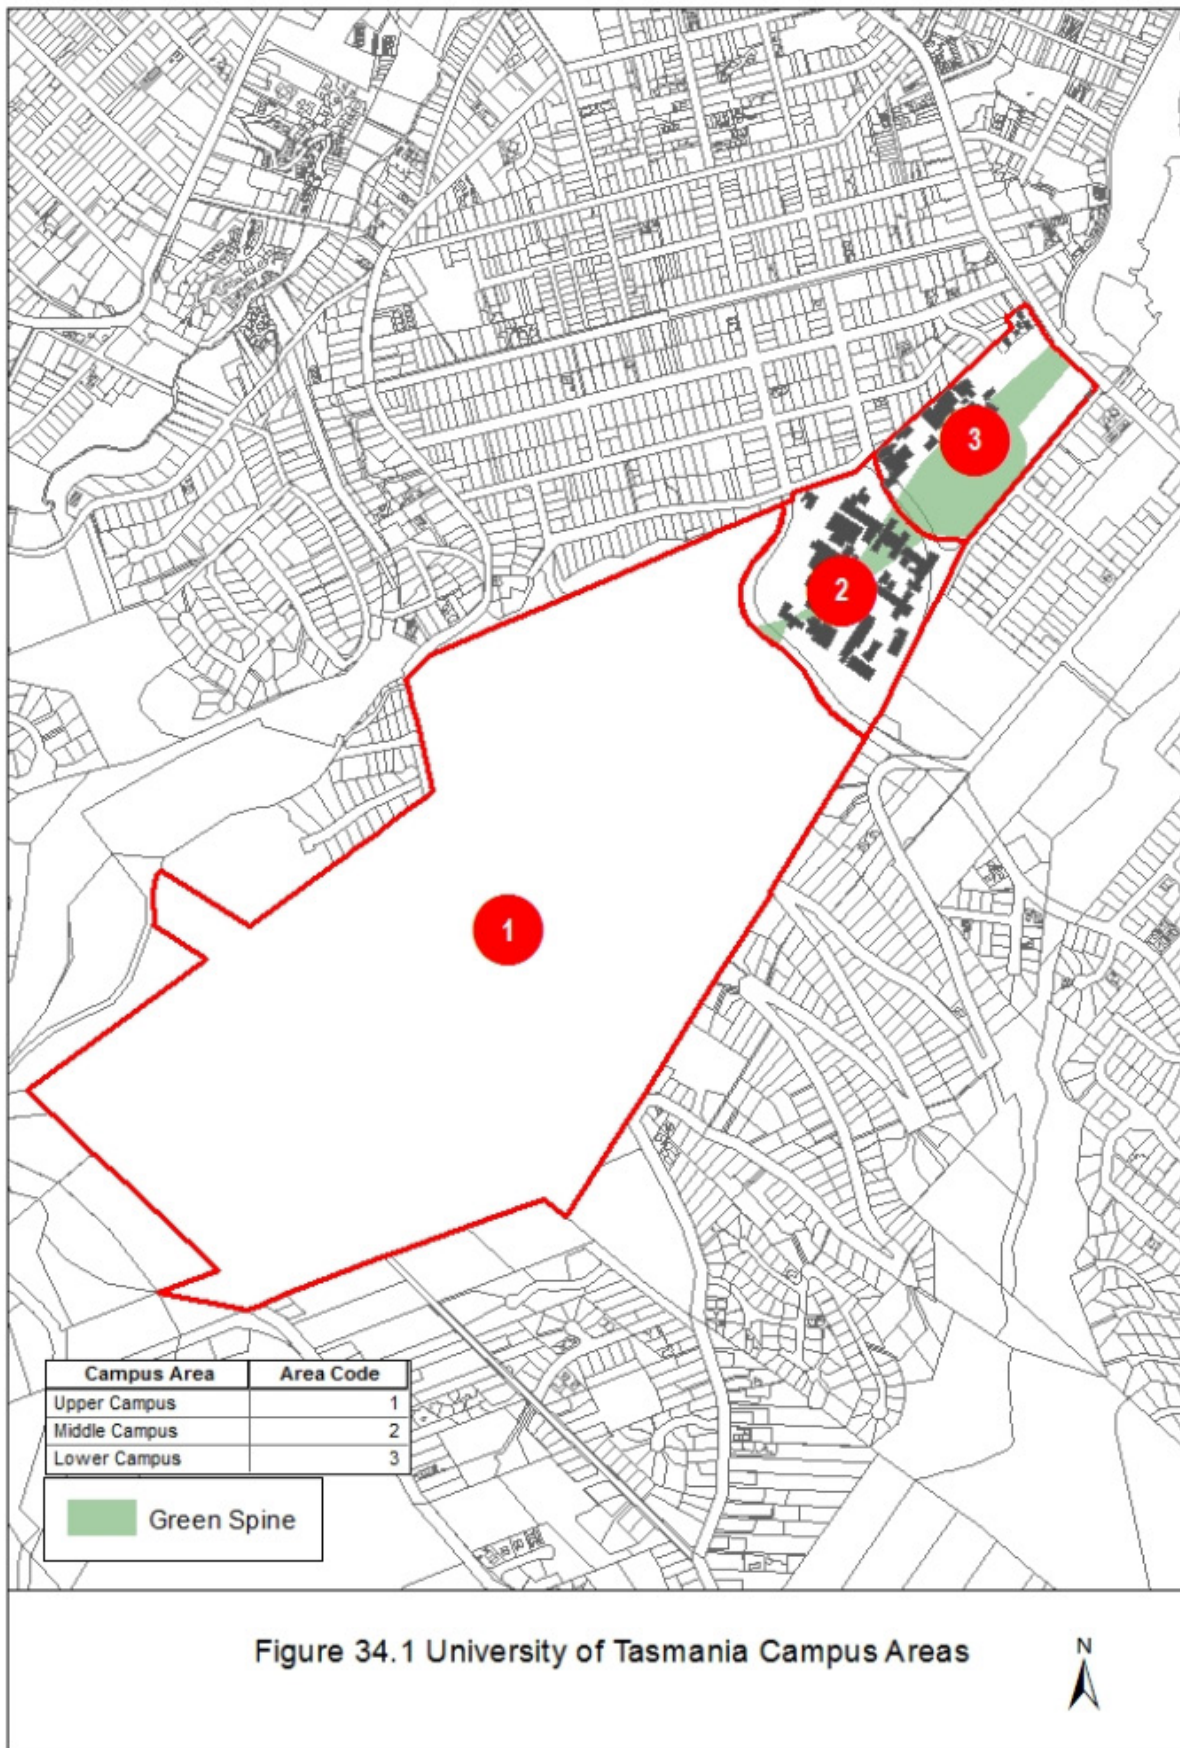 3
2
1
Campus Area Area Code
Upper Campus 1
Middle Campus 2
Lower Campus 3
Green Spine
Figure 34.1 University of Tasmania Campus Areas
N